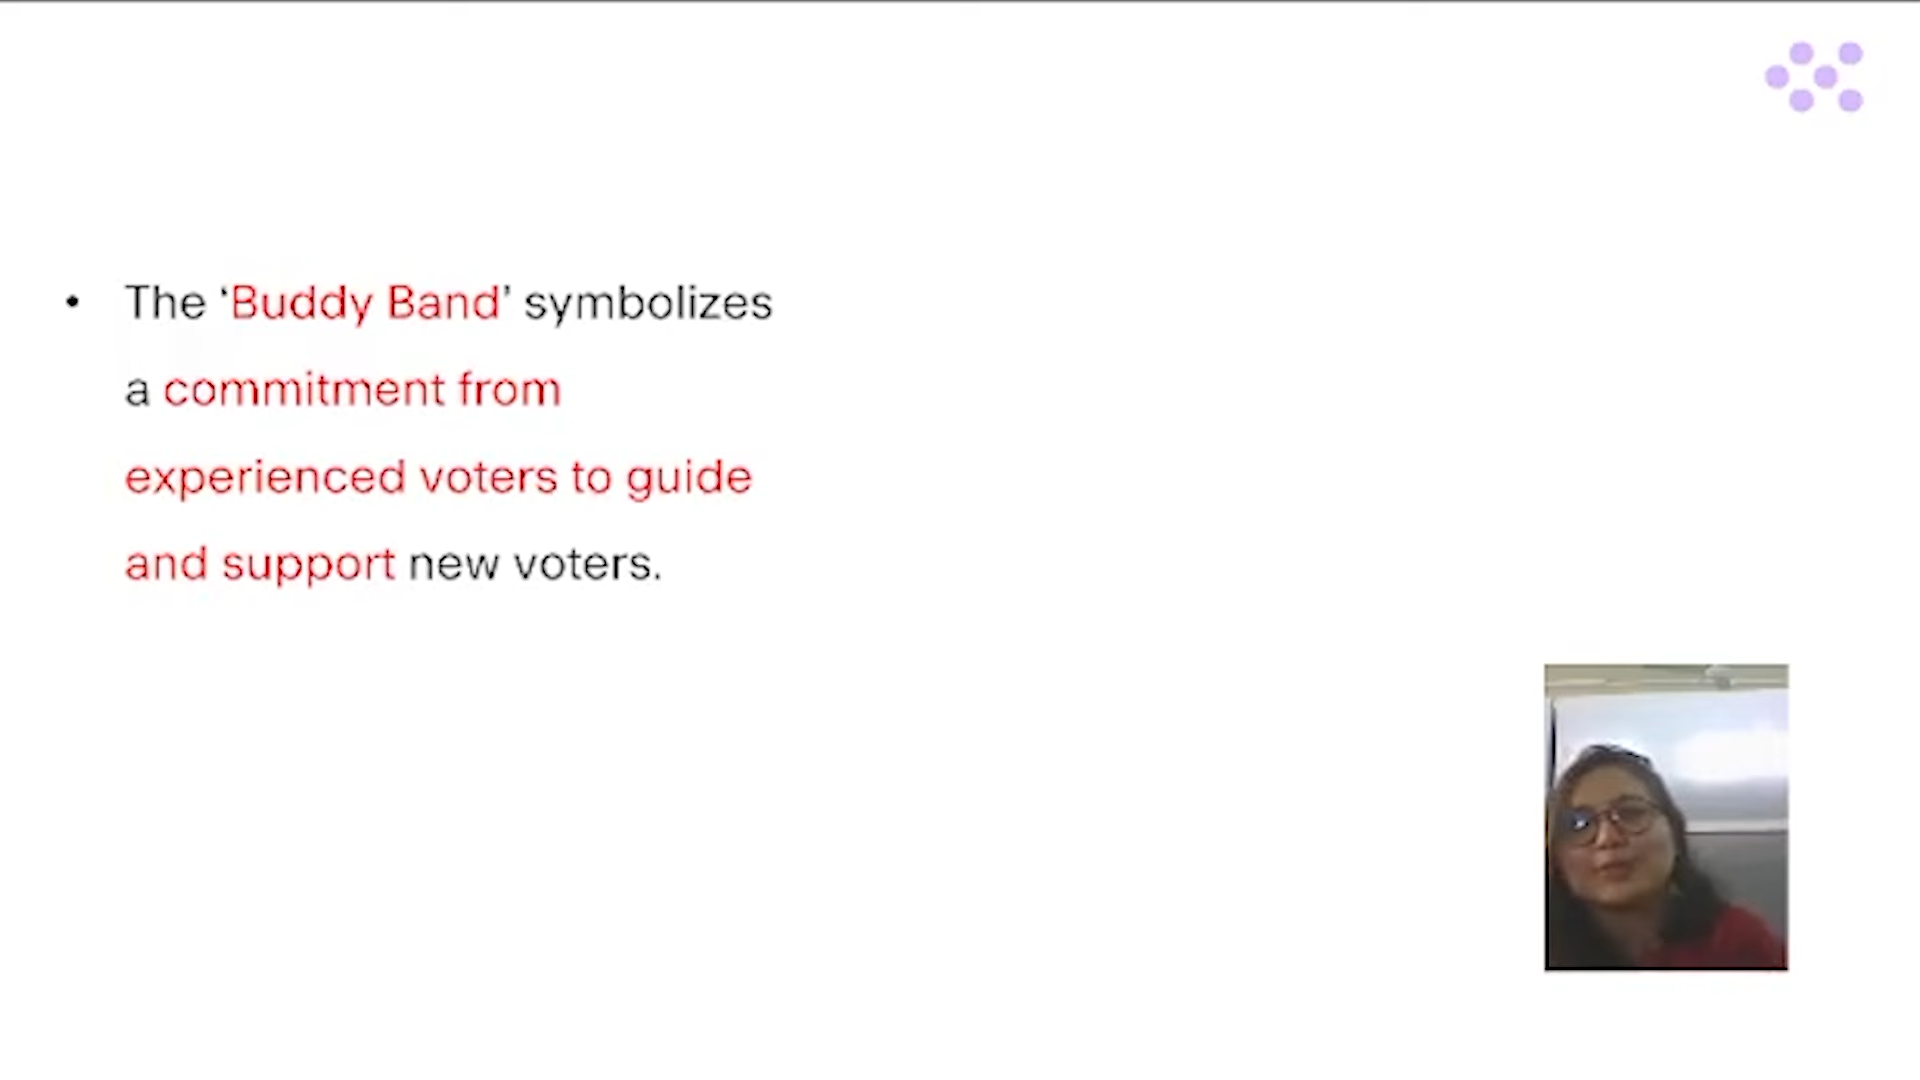 • The ‘Buddy Band’ symbolizes
a commitment from
experienced voters to guide
and support new voters.